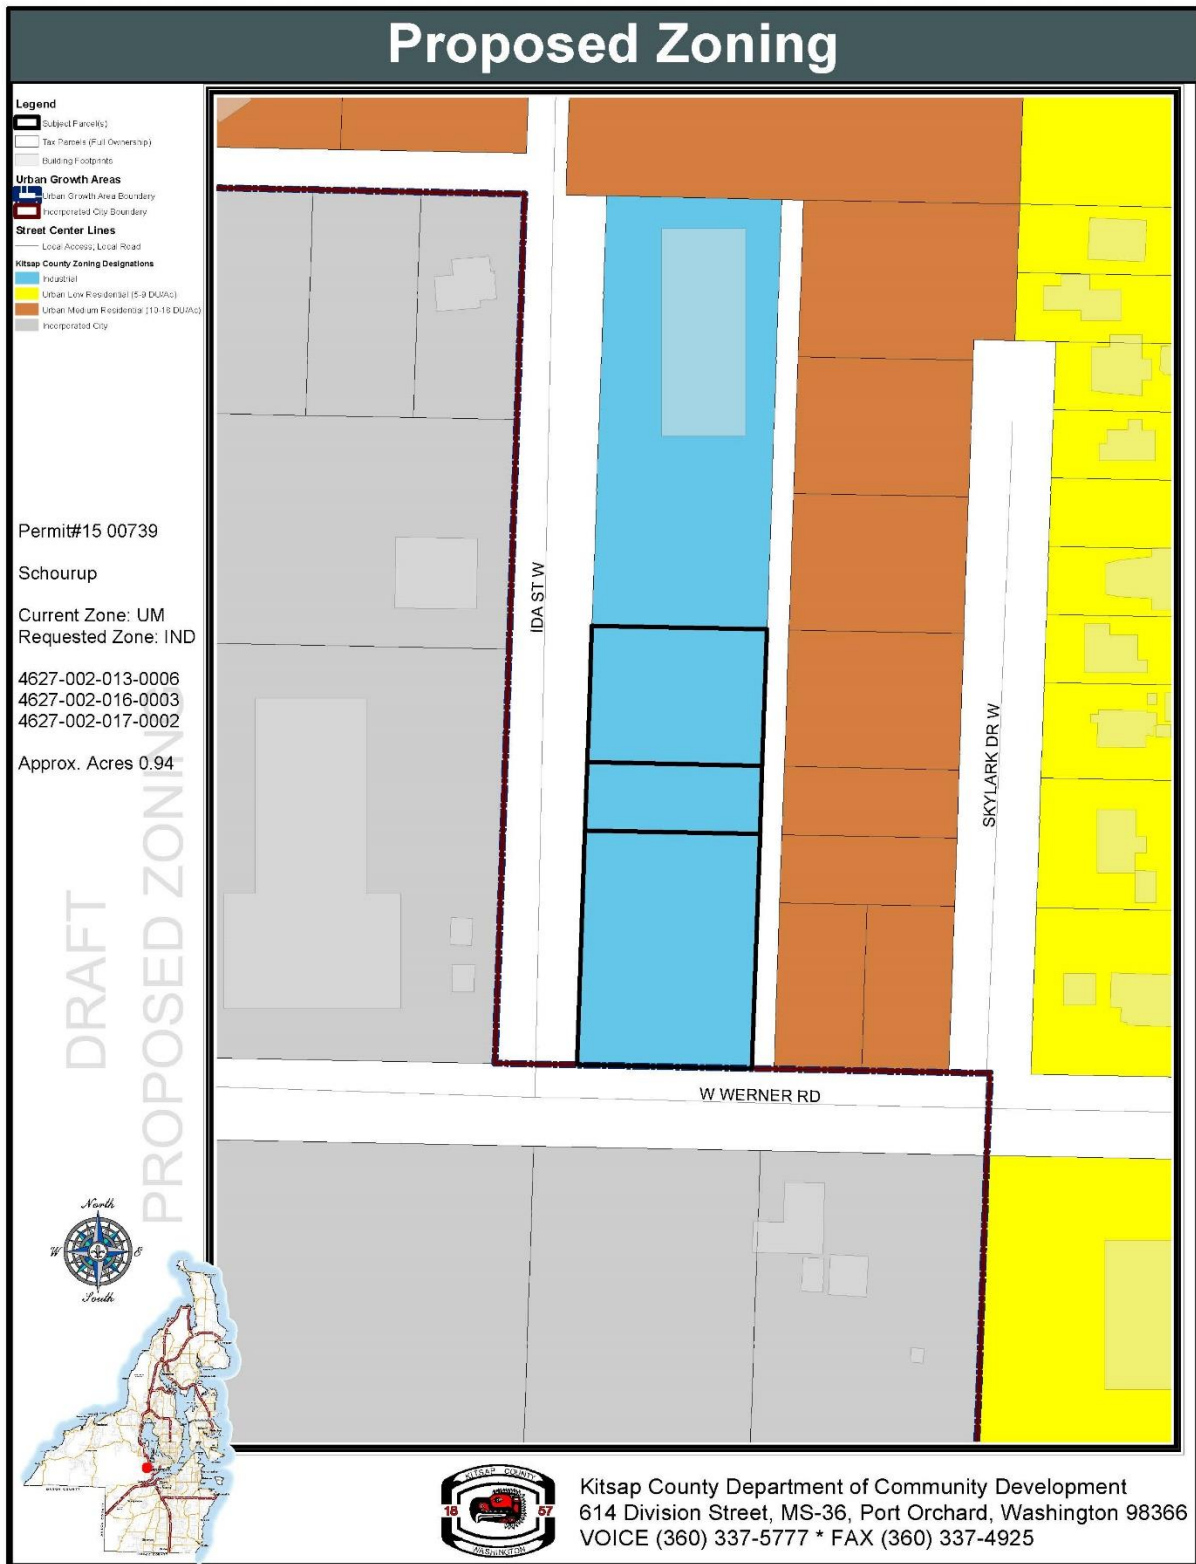 Proposed Zoning
Legend
Subject Parcel(s)
Tax Parcels (Full Ownership)
Building Footprints
Urban Growth Areas
Urban Growth Area Boundary
Incorporated City Boundary
Street Center Lines
Local Access; Local Road
Kitsap County Zoning Designations
Industrial
Urban Low Residential (5-9 DU/Ac)
Urban Medium Residential (10-18 DU/Ac)
Incorporated City
Permit#15 00739
Schourup
Current Zone: UM
Requested Zone: IND
4627-002-013-0006
4627-002-016-0003
4627-002-017-0002
Approx. Acres 0.94
DRAFT
PROPOSED ZONING
IDA ST W
SKYLARK DR W
W WERNER RD
North
W
E
South
KITSAP COUNTY
18 57
WASHINGTON
Kitsap County Department of Community Development
614 Division Street, MS-36, Port Orchard, Washington 98366
VOICE (360) 337-5777 * FAX (360) 337-4925